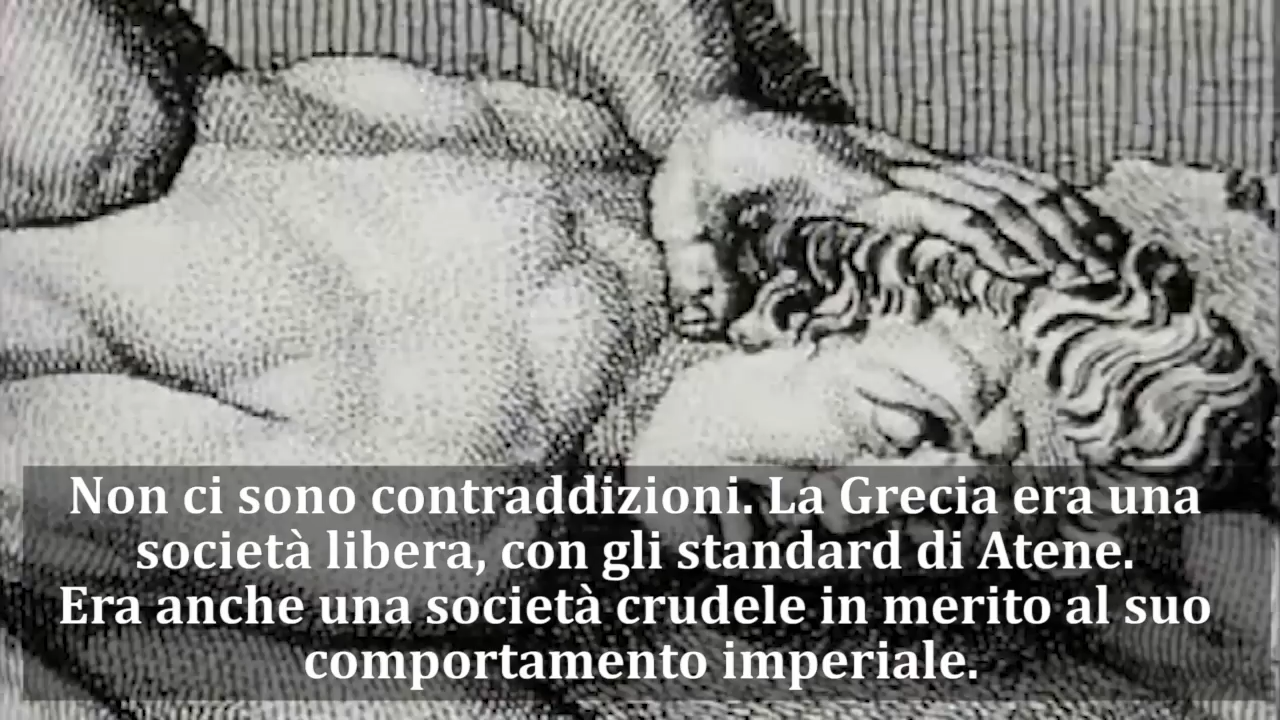 Non ci sono contraddizioni. La Grecia era una
società libera, con gli standard di Atene.
Era anche una società crudele in merito al suo
comportamento imperiale.